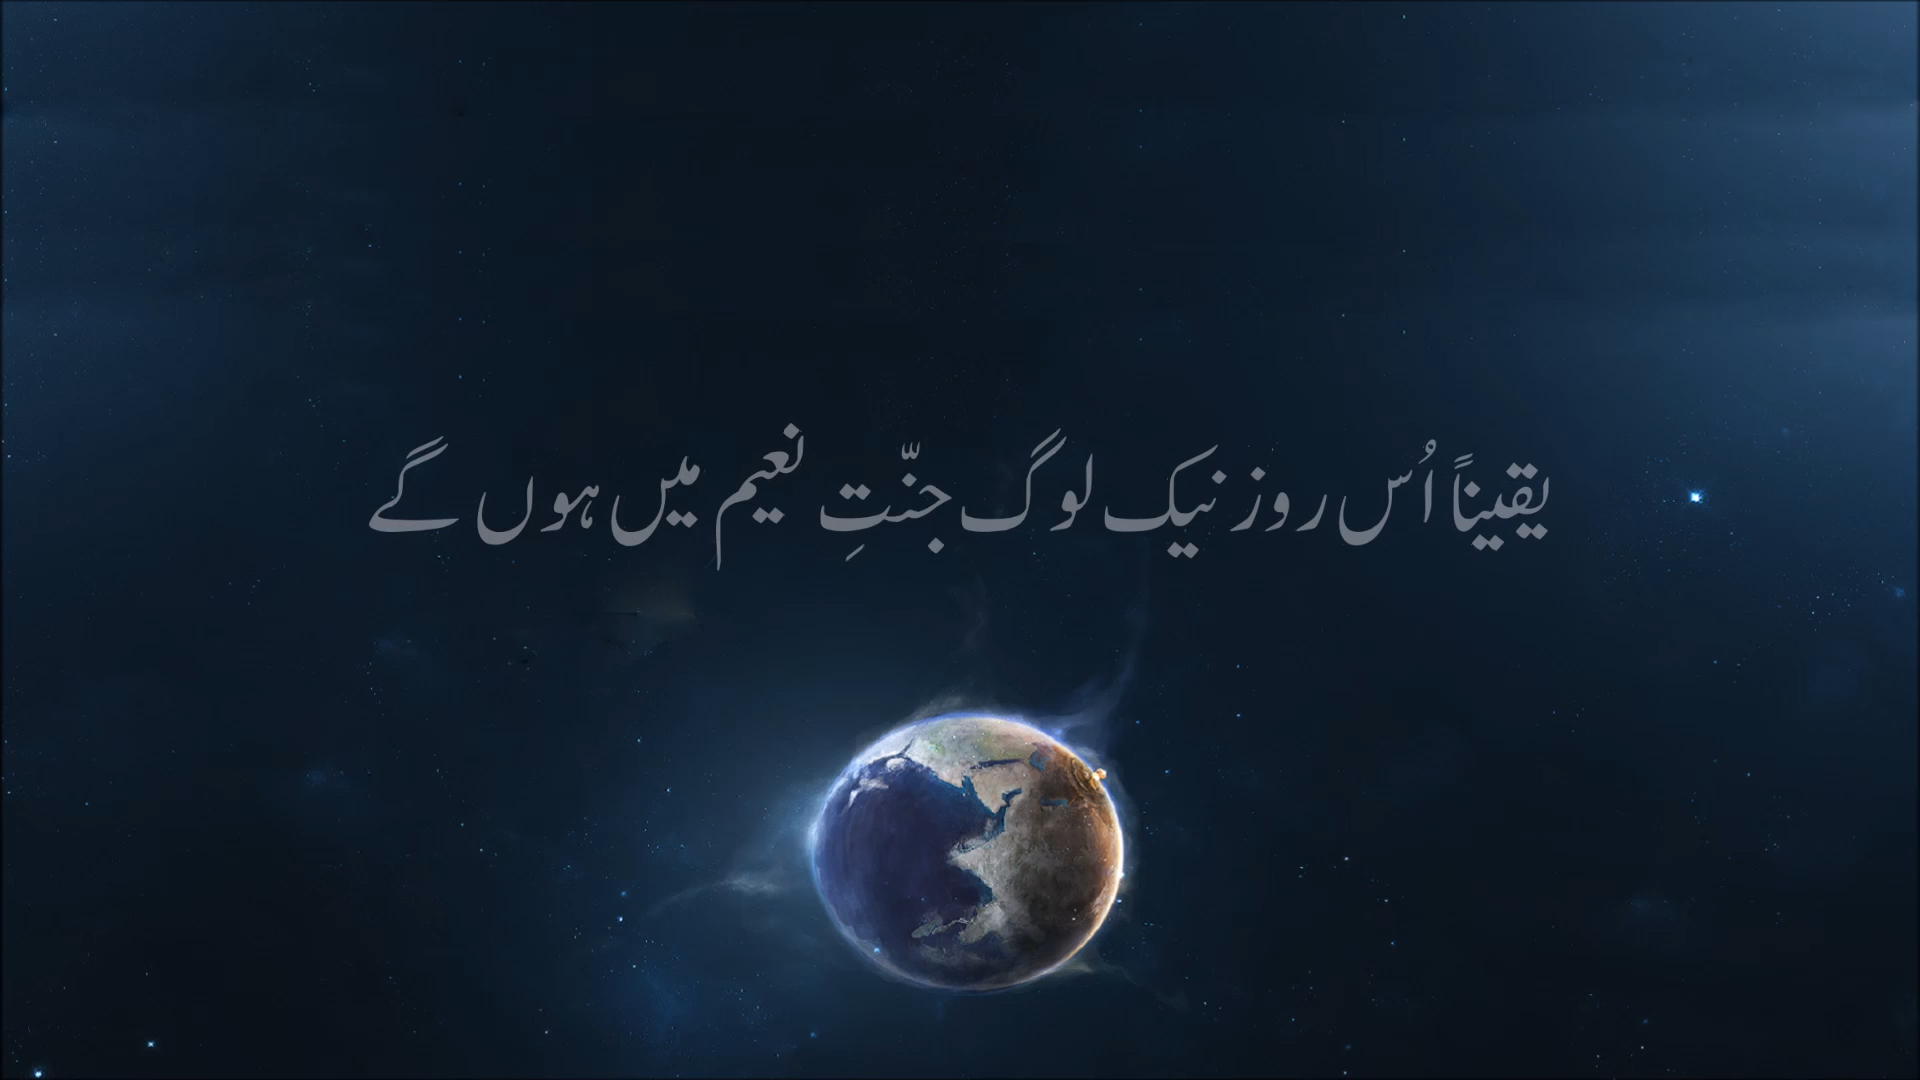 یقیناً اُس روز نیک لوگ جنّتِ نعیم میں ہوں گے